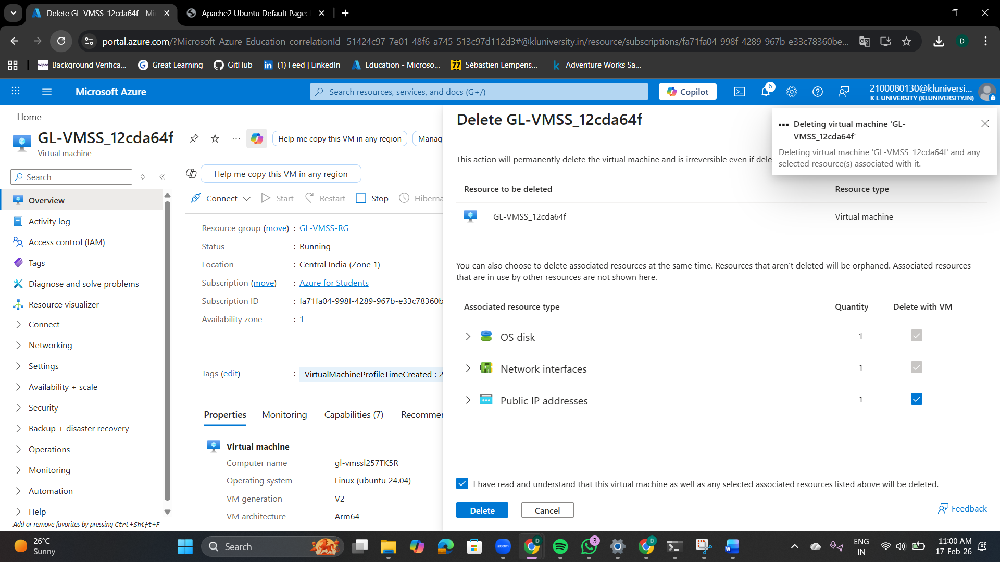 Delete GL-VMSS_12cda64f - Mi
Apache2 Ubuntu Default Page:
portal.azure.com/?Microsoft_Azure_Education_correlationId=51424c97-7e01-48f6-a745-513c97d112d3#@kluniversity.in/resource/subscriptions/fa71fa04-998f-4289-967b-e33c78360be...
D
wipro
Background Verifica...
Great Learning
GitHub
(1) Feed | LinkedIn
Education - Microso...
77
Sébastien Lempens...
k
Adventure Works Sa...
Microsoft Azure
Search resources, services, and docs (G+/)
Copilot
6
2100080130@kluniversi...
K L UNIVERSITY (KLUNIVERSITY.IN)
Home
GL-VMSS_12cda64f
Virtual machine
Help me copy this VM in any region
Manage
Search
Overview
Activity log
Access control (IAM)
Tags
Diagnose and solve problems
Resource visualizer
Connect
Networking
Settings
Availability + scale
Security
Backup + disaster recovery
Operations
Monitoring
Automation
Help
Add or remove favorites by pressing Ctrl+Shift+F
Help me copy this VM in any region
Connect
Start
Restart
Stop
Hiberna
Resource group (move) : GL-VMSS-RG
Status : Running
Location : Central India (Zone 1)
Subscription (move) : Azure for Students
Subscription ID : fa71fa04-998f-4289-967b-e33c78360b
Availability zone : 1
Tags (edit) : VirtualMachineProfileTimeCreated : 2
Properties
Monitoring
Capabilities (7)
Recommen
Virtual machine
Computer name gl-vmssl257TK5R
Operating system Linux (ubuntu 24.04)
VM generation V2
VM architecture Arm64
Delete GL-VMSS_12cda64f
This action will permanently delete the virtual machine and is irreversible even if dele
Deleting virtual machine 'GL-
VMSS_12cda64f'
Deleting virtual machine 'GL-VMSS_12cda64f' and any
selected resource(s) associated with it.
Resource to be deleted Resource type
GL-VMSS_12cda64f Virtual machine
You can also choose to delete associated resources at the same time. Resources that aren't deleted will be orphaned. Associated resources
that are in use by other resources are not shown here.
Associated resource type Quantity Delete with VM
OS disk 1
Network interfaces 1
Public IP addresses 1
I have read and understand that this virtual machine as well as any selected associated resources listed above will be deleted.
Delete
Cancel
Feedback
26°C
Sunny
Search
zoom
D
3
D
W
ENG
IN
11:00 AM
17-Feb-26